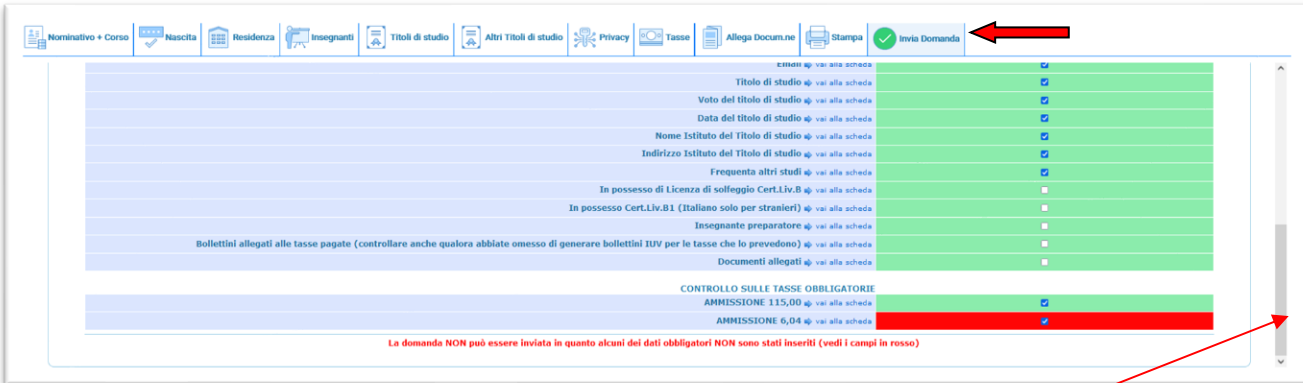 Nominativo + Corso Nascita Residenza Insegnanti Titoli di studio Altri Titoli di studio Privacy Tasse Allega Docum.ne Stampa Invia Domanda
Email vai alla scheda
Titolo di studio vai alla scheda
Voto del titolo di studio vai alla scheda
Data del titolo di studio vai alla scheda
Nome Istituto del Titolo di studio vai alla scheda
Indirizzo Istituto del Titolo di studio vai alla scheda
Frequenta altri studi vai alla scheda
In possesso di Licenza di solfeggio Cert.Liv.B vai alla scheda
In possesso Cert.Liv.B1 (Italiano solo per stranieri) vai alla scheda
Insegnante preparatore vai alla scheda
Bollettini allegati alle tasse pagate (controllare anche qualora abbiate omesso di generare bollettini IUV per le tasse che lo prevedono) vai alla scheda
Documenti allegati vai alla scheda
CONTROLLO SULLE TASSE OBBLIGATORIE
AMMISSIONE 115,00 vai alla scheda
AMMISSIONE 6,04 vai alla scheda
La domanda NON può essere inviata in quanto alcuni dei dati obbligatori NON sono stati inseriti (vedi i campi in rosso)